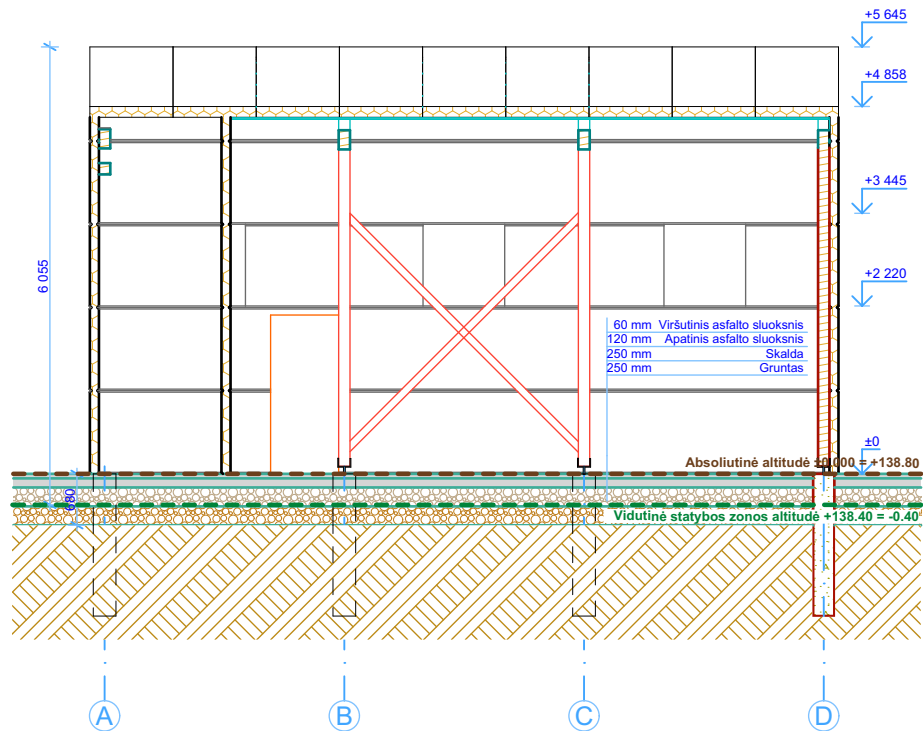 +5 645
+4 858
+3 445
+2 220
6 055
60 mm Viršutinis asfalto sluoksnis
120 mm Apatinis asfalto sluoksnis
250 mm Skalda
250 mm Gruntas
±0
Absoliutinė altitudė ±0.000 = +138.80
680
Vidutinė statybos zonos altitudė +138.40 = -0.40
A B C D